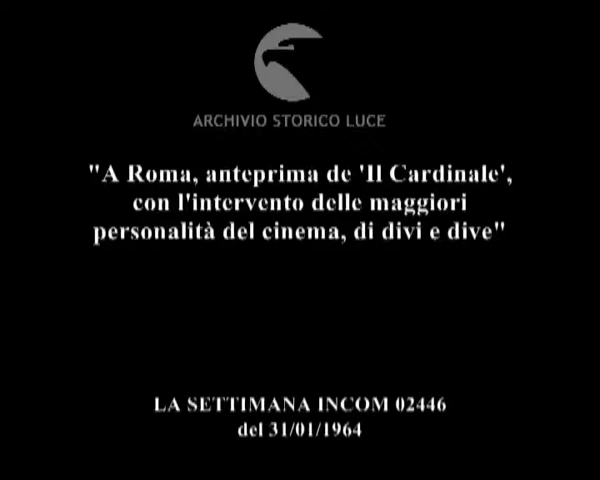 ARCHIVIO STORICO LUCE
"A Roma, anteprima de 'Il Cardinale',
con l'intervento delle maggiori
personalità del cinema, di divi e dive"
LA SETTIMANA INCOM 02446
del 31/01/1964